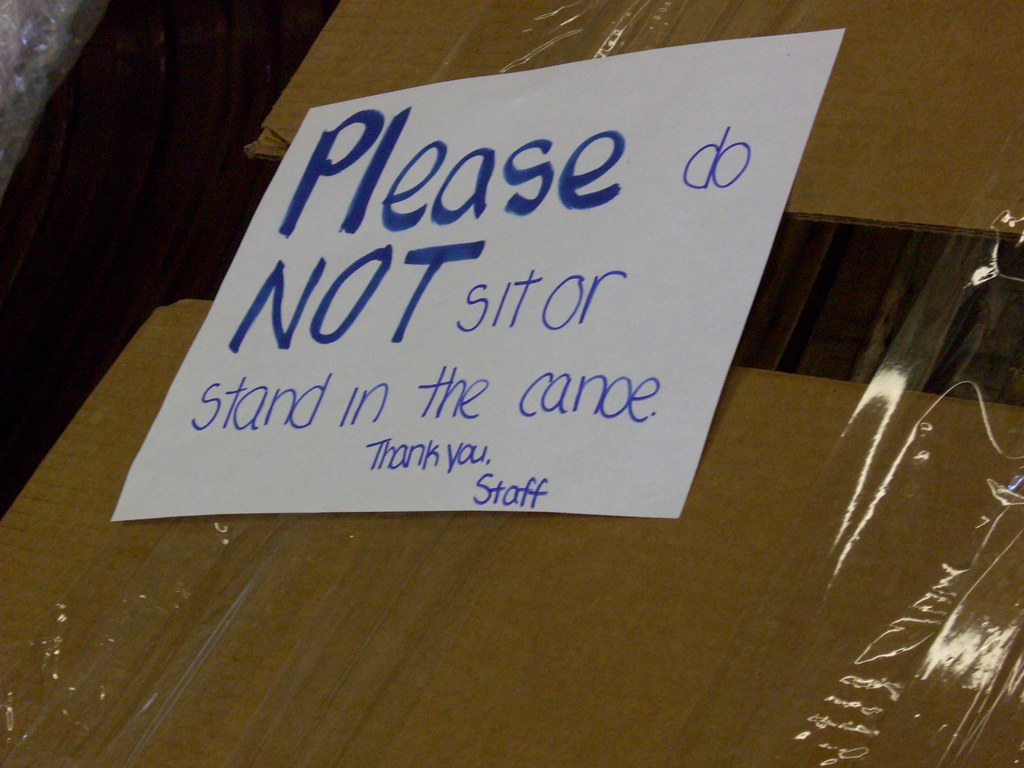 Please do
NOT sit or
stand in the canoe.
Thank you.
Staff